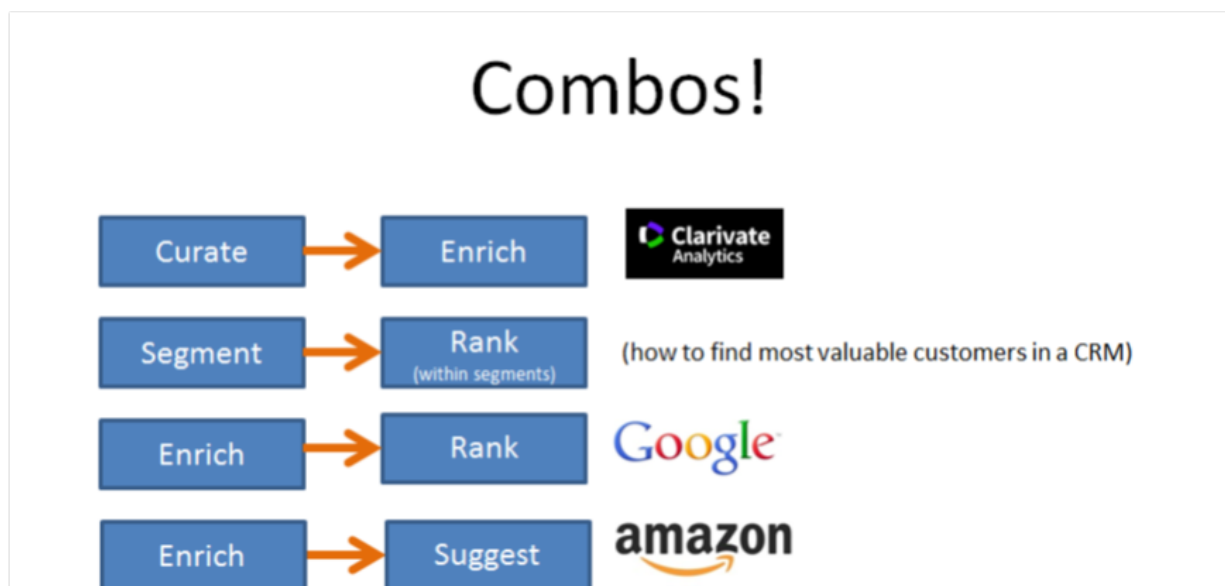 Combos!
Curate
Enrich
Clarivate
Analytics
Segment
Rank
(within segments)
(how to find most valuable customers in a CRM)
Enrich
Rank
Google
Enrich
Suggest
amazon